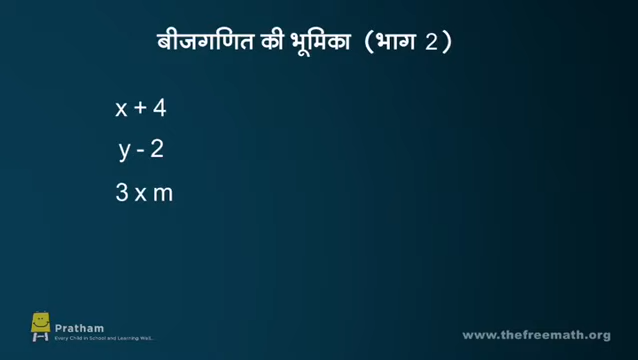 बीजगणित की भूमिका (भाग 2)
x + 4
y - 2
3 x m
Pratham
Every Child in School and Learning Well..
www.thefreemath.org